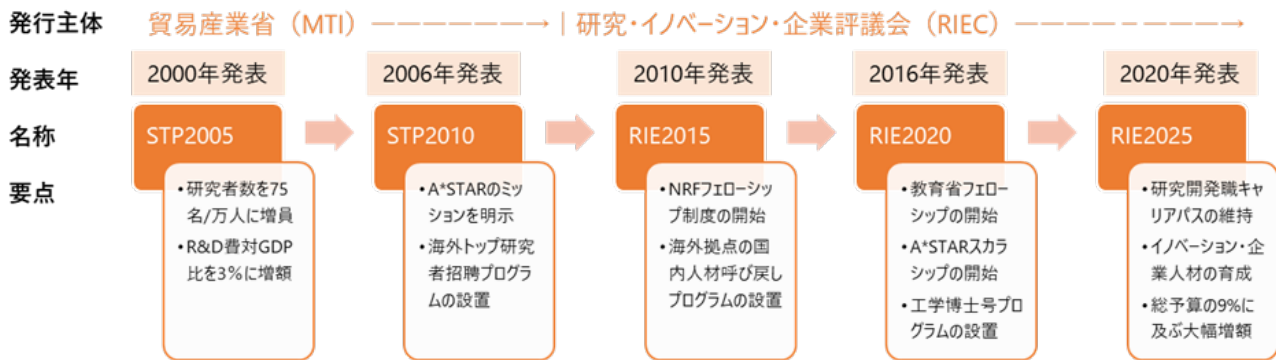 発行主体 貿易産業省（MTI） ――――――→｜研究・イノベーション・企業評議会（RIEC） ―――――――→
発表年 2000年発表 2006年発表 2010年発表 2016年発表 2020年発表
名称 STP2005 STP2010 RIE2015 RIE2020 RIE2025
要点
•研究者数を75
名/万人に増員
•R&D費対GDP
比を3%に増額
•A*STARのミッ
ションを明示
•海外トップ研究
者招聘プログラ
ムの設置
•NRFフェローシッ
プ制度の開始
•海外拠点の国
内人材呼び戻し
プログラムの設置
•教育省フェロー
シップの開始
•A*STARスカラ
シップの開始
•工学博士号プロ
グラムの設置
•研究開発職キャ
リアパスの維持
•イノベーション・企
業人材の育成
•総予算の9%に
及ぶ大幅増額